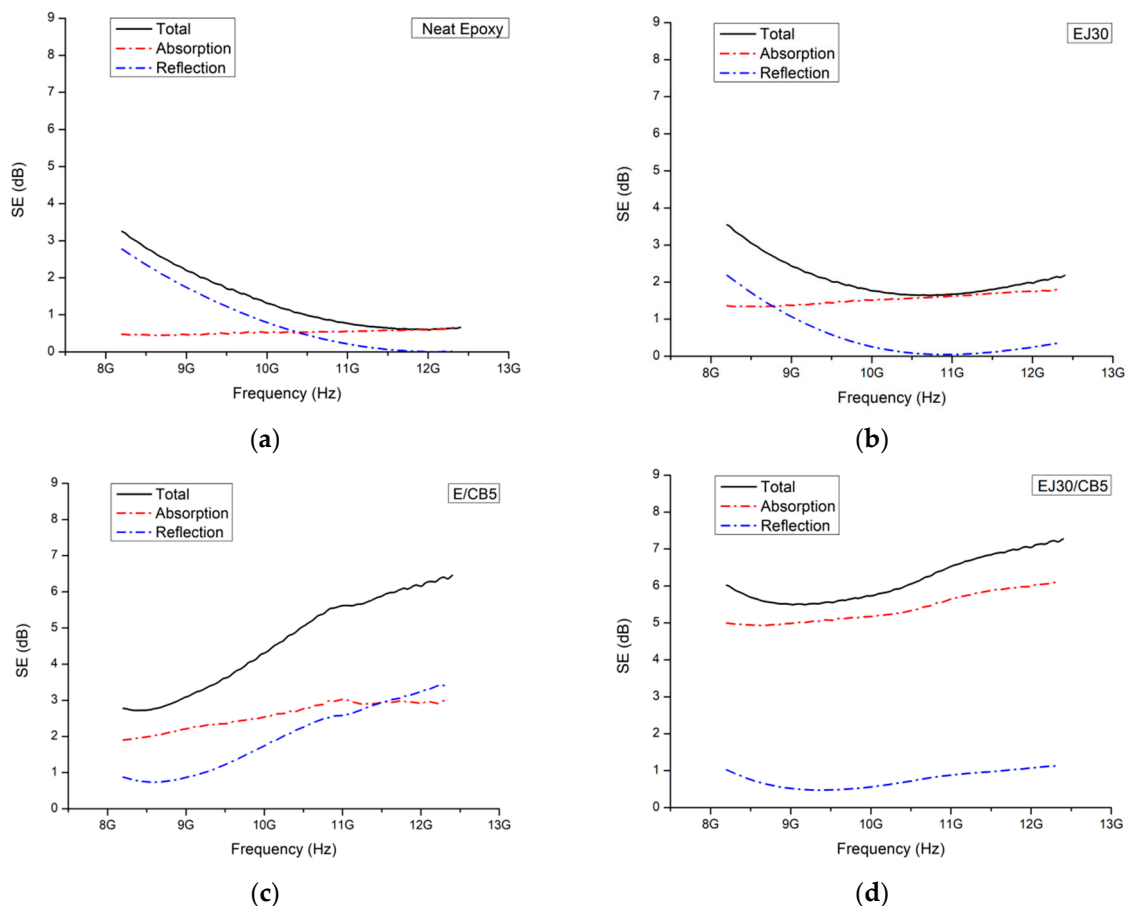 Neat Epoxy
Total
Absorption
Reflection
9
8
7
6
5
4
3
2
1
0
SE (dB)
8G 9G 10G 11G 12G 13G
Frequency (Hz)
(a)
EJ30
Total
Absorption
Reflection
9
8
7
6
5
4
3
2
1
0
SE (dB)
8G 9G 10G 11G 12G 13G
Frequency (Hz)
(b)
E/CB5
Total
Absorption
Reflection
9
8
7
6
5
4
3
2
1
0
SE (dB)
8G 9G 10G 11G 12G 13G
Frequency (Hz)
(c)
EJ30/CB5
Total
Absorption
Reflection
9
8
7
6
5
4
3
2
1
0
SE (dB)
8G 9G 10G 11G 12G 13G
Frequency (Hz)
(d)